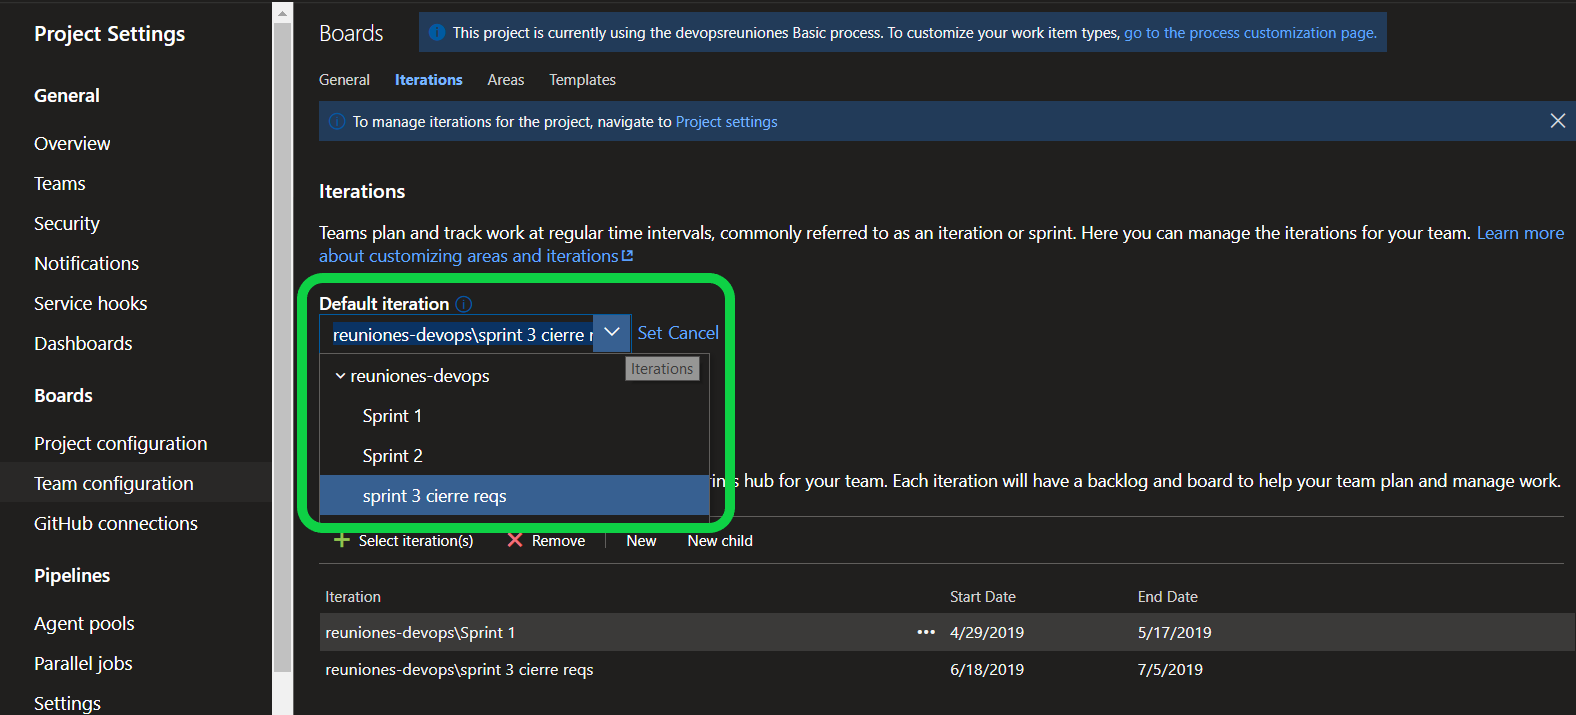 Project Settings
General
Overview
Teams
Security
Notifications
Service hooks
Dashboards
Boards
Project configuration
Team configuration
GitHub connections
Pipelines
Agent pools
Parallel jobs
Settings
Boards
This project is currently using the devopsreuniones Basic process. To customize your work item types, go to the process customization page.
General Iterations Areas Templates
To manage iterations for the project, navigate to Project settings
Iterations
Teams plan and track work at regular time intervals, commonly referred to as an iteration or sprint. Here you can manage the iterations for your team. Learn more
about customizing areas and iterations
Default iteration
reuniones-devops\sprint 3 cierre r Set Cancel
Iterations
reuniones-devops
Sprint 1
Sprint 2
sprint 3 cierre reqs
hub for your team. Each iteration will have a backlog and board to help your team plan and manage work.
Select iteration(s) Remove New New child
Iteration Start Date End Date
reuniones-devops\Sprint 1 ••• 4/29/2019 5/17/2019
reuniones-devops\sprint 3 cierre reqs 6/18/2019 7/5/2019